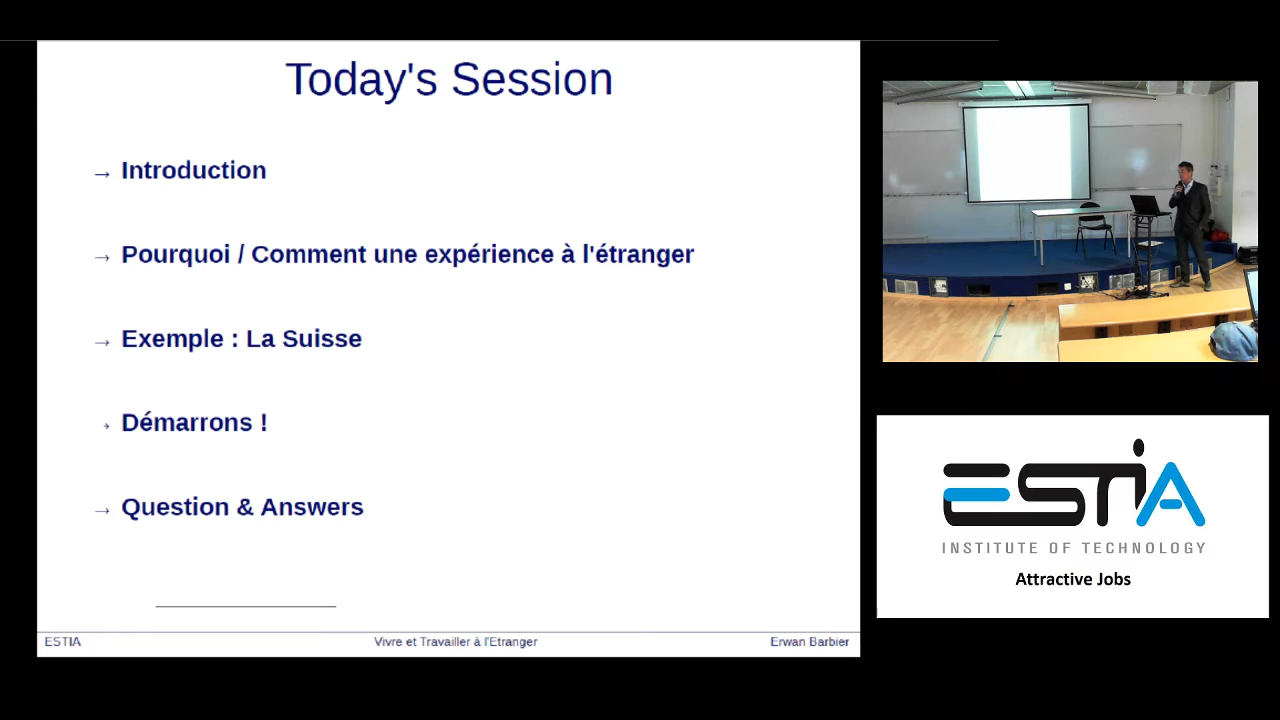 Today's Session
→ Introduction
→ Pourquoi / Comment une expérience à l'étranger
→ Exemple : La Suisse
→ Démarrons !
→ Question & Answers
ESTIA
Vivre et Travailler à l'Etranger
Erwan Barbier
ESTIA
INSTITUTE OF TECHNOLOGY
Attractive Jobs